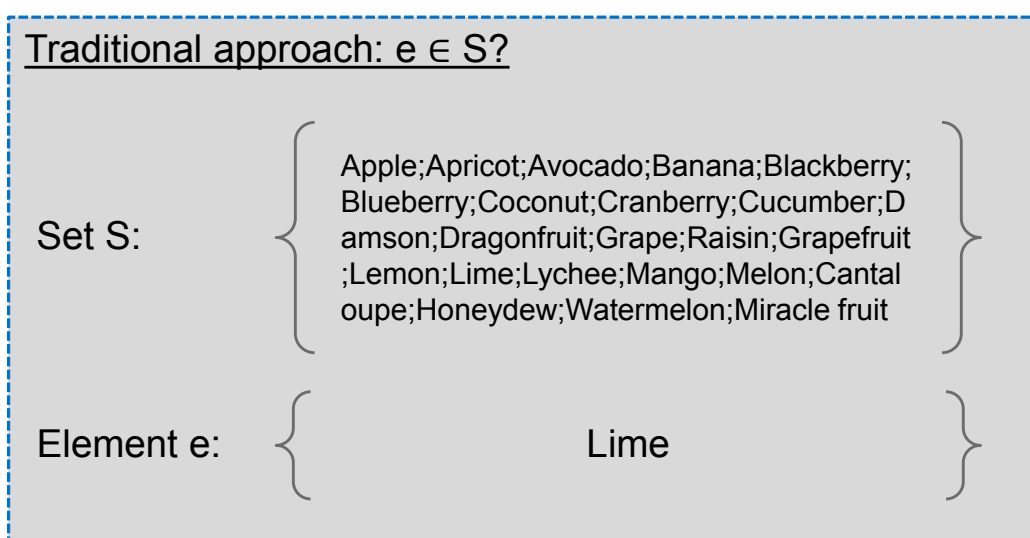 Traditional approach: e ∈ S?
Set S:
Apple;Apricot;Avocado;Banana;Blackberry;
Blueberry;Coconut;Cranberry;Cucumber;D
amson;Dragonfruit;Grape;Raisin;Grapefruit
;Lemon;Lime;Lychee;Mango;Melon;Cantal
oupe;Honeydew;Watermelon;Miracle fruit
Element e:
Lime